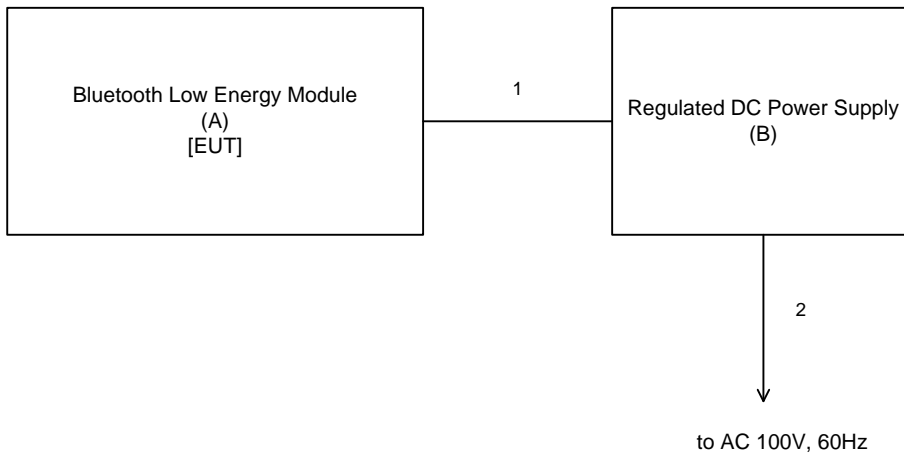 Bluetooth Low Energy Module
(A)
[EUT]
1
Regulated DC Power Supply
(B)
2
to AC 100V, 60Hz